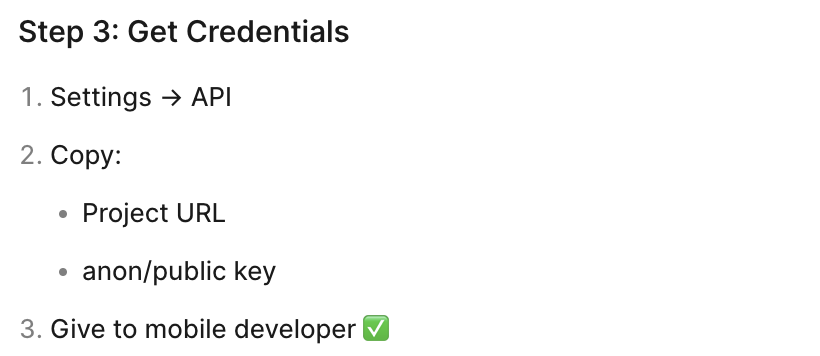 Step 3: Get Credentials
1. Settings → API
2. Copy:
• Project URL
• anon/public key
3. Give to mobile developer ✅